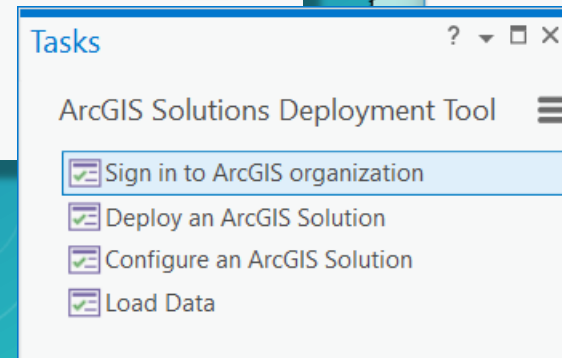 Tasks ?
ArcGIS Solutions Deployment Tool
Sign in to ArcGIS organization
Deploy an ArcGIS Solution
Configure an ArcGIS Solution
Load Data